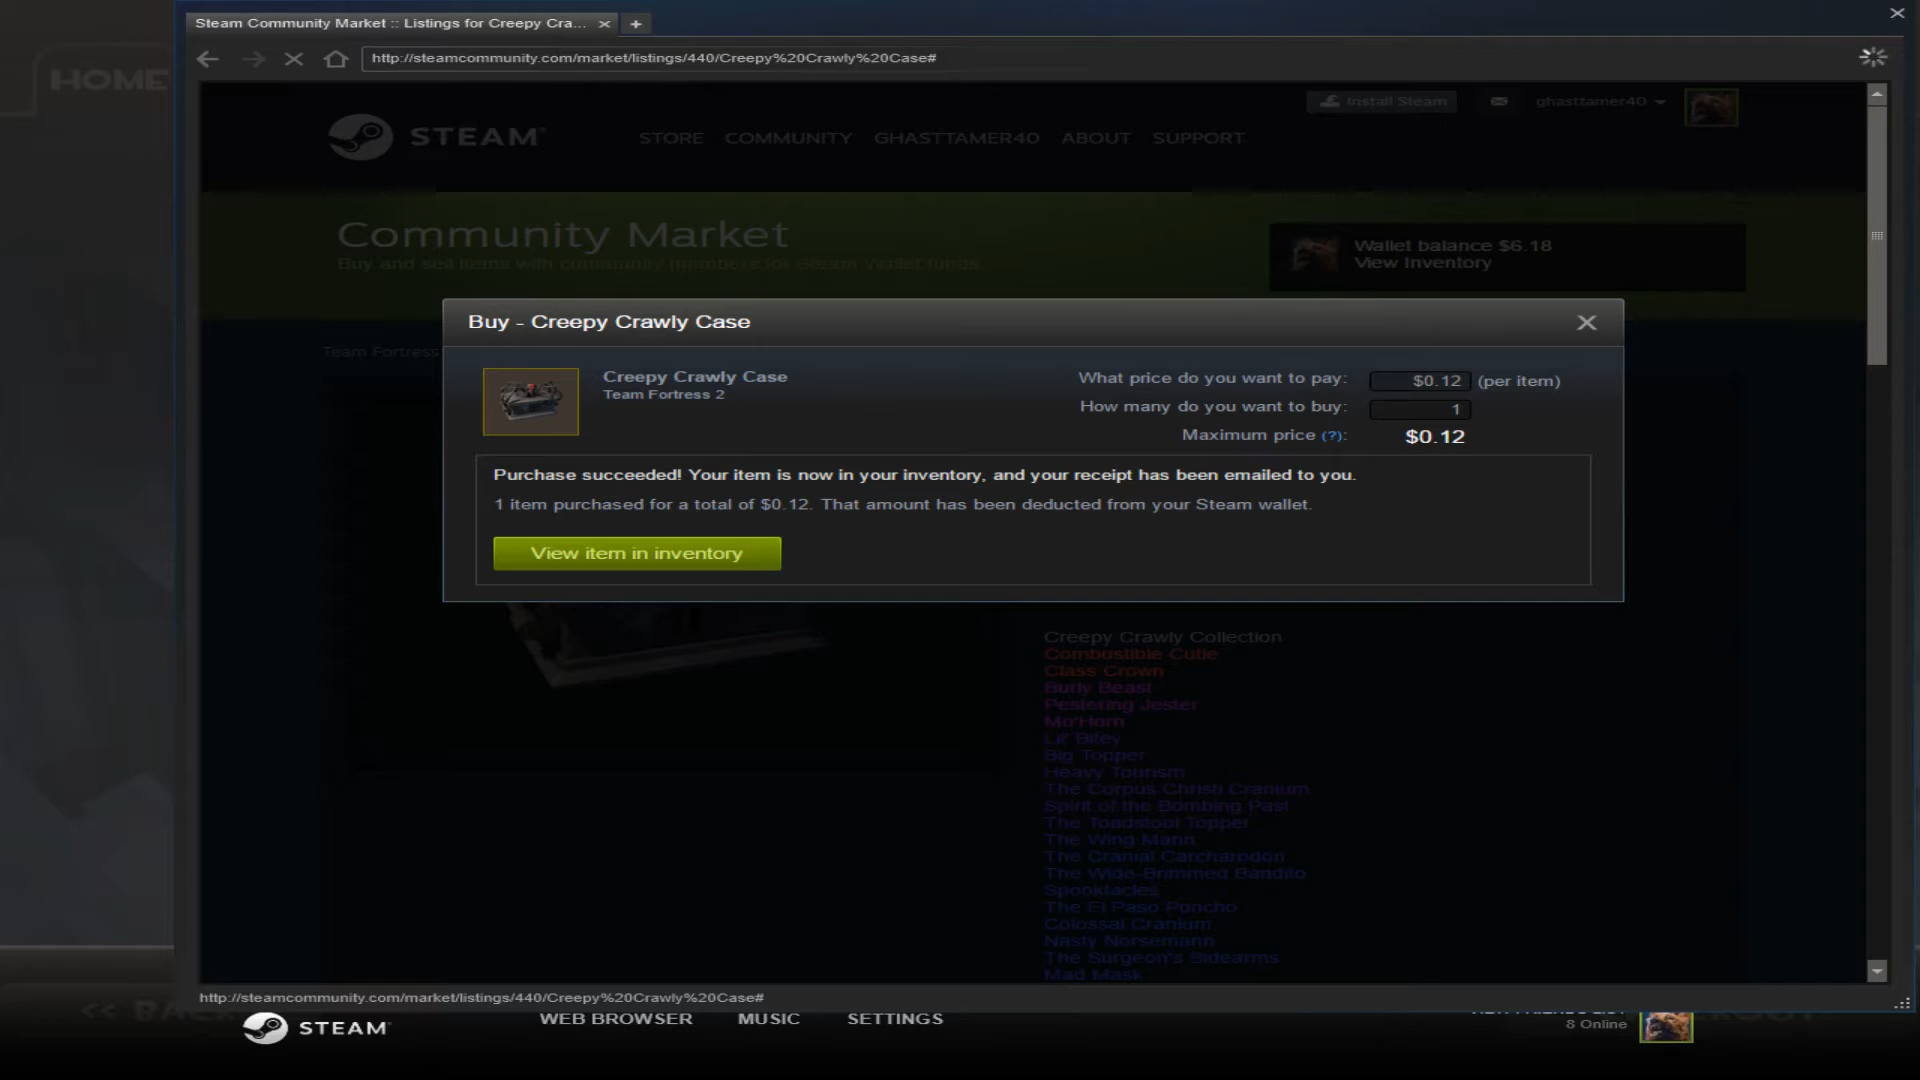 Steam Community Market :: Listings for Creepy Cra...
http://steamcommunity.com/market/listings/440/Creepy%20Crawly%20Case#
HOME
Install Steam
ghasttamer40
STEAM
STORE COMMUNITY GHASTTAMER40 ABOUT SUPPORT
Community Market
Buy and sell items with community members for Steam Wallet funds.
Wallet balance $6.18
View Inventory
Buy - Creepy Crawly Case
Team Fortress
Creepy Crawly Case
Team Fortress 2
What price do you want to pay: $0.12 (per item)
How many do you want to buy: 1
Maximum price (?): $0.12
Purchase succeeded! Your item is now in your inventory, and your receipt has been emailed to you.
1 item purchased for a total of $0.12. That amount has been deducted from your Steam wallet.
View item in inventory
Creepy Crawly Collection
Combustible Cutie
Class Crown
Burly Beast
Pestering Jester
Mo'Horn
Lil' Bitey
Big Topper
Heavy Tourism
The Corpus Christi Cranium
Spirit of the Bombing Past
The Toadstool Topper
The Wing Mann
The Cranial Carcharodon
The Wide-Brimmed Bandito
Spooktacles
The El Paso Poncho
Colossal Cranium
Nasty Norsemann
The Surgeon's Sidearms
Mad Mask
http://steamcommunity.com/market/listings/440/Creepy%20Crawly%20Case#
<< BACK
STEAM
WEB BROWSER MUSIC SETTINGS
VIEW FRIENDS LIST
8 Online